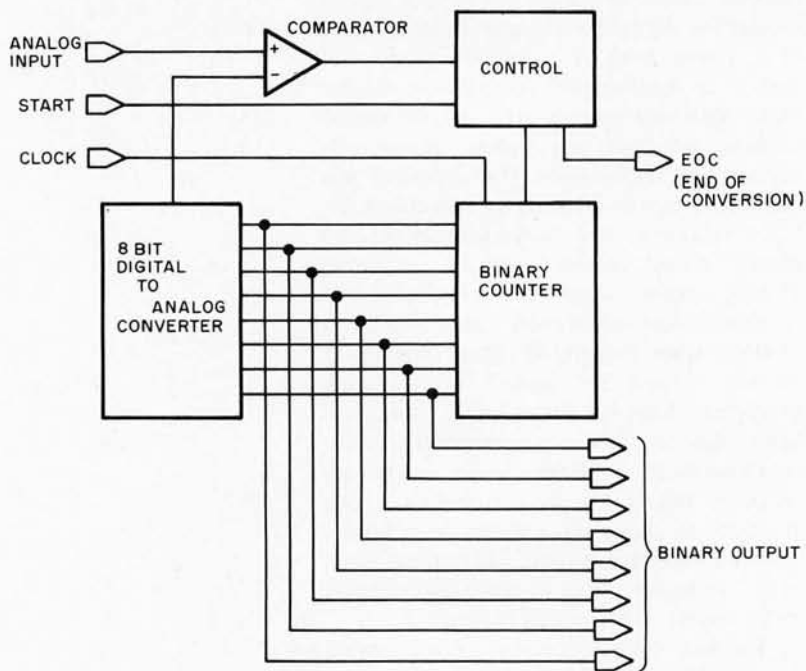 COMPARATOR
ANALOG
INPUT
+
−
CONTROL
START
CLOCK
EOC
(END OF
CONVERSION)
8 BIT
DIGITAL
TO
ANALOG
CONVERTER
BINARY
COUNTER
BINARY OUTPUT